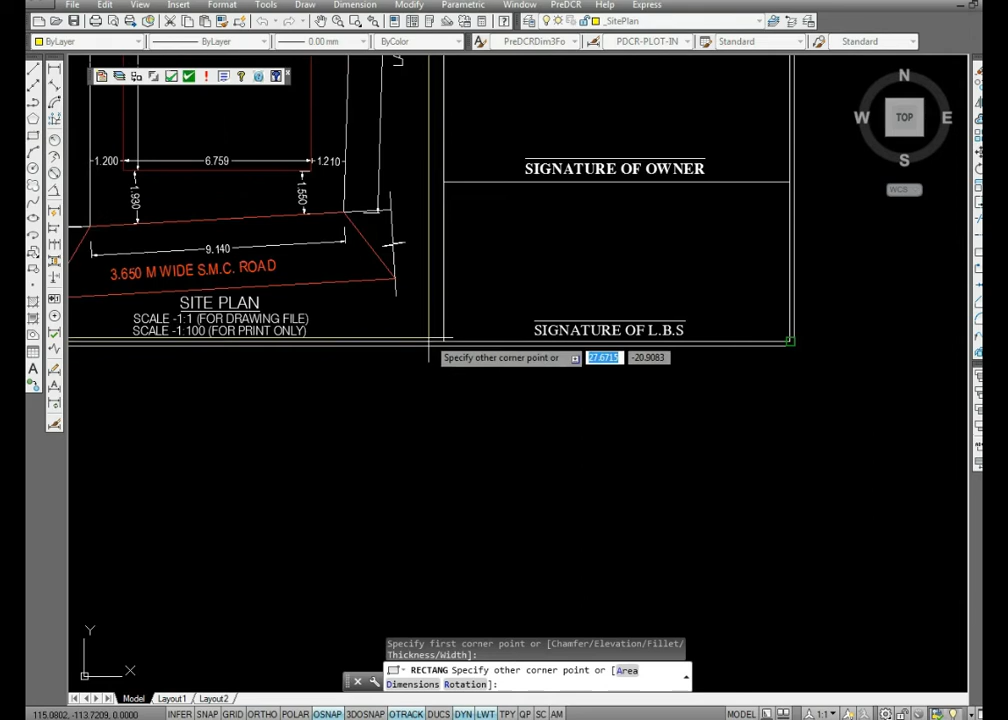 File Edit View Insert Format Tools Draw Dimension Modify Parametric Window PreDCR Help Express
_SitePlan
ByLayer ByLayer 0.00 mm ByColor PreDCRDim3Fo PDCR-PLOT-IN Standard Standard
N
W TOP E
S
WCS
1.200 6.759 1.210
SIGNATURE OF OWNER
1.930 1.550
9.140
3.650 M WIDE S.M.C. ROAD
SITE PLAN
SCALE -1:1 (FOR DRAWING FILE)
SCALE -1:100 (FOR PRINT ONLY)
SIGNATURE OF L.B.S
Specify other corner point or 27.6715 -20.9083
Y
X
Specify first corner point or [Chamfer/Elevation/Fillet/
Thickness/Width]:
RECTANG Specify other corner point or [Area
Dimensions Rotation]:
Model Layout1 Layout2
115.0802, -113.7209, 0.0000 INFER SNAP GRID ORTHO POLAR OSNAP 3DOSNAP OTRACK DUCS DYN LWT TPY QP SC AM MODEL 1:1